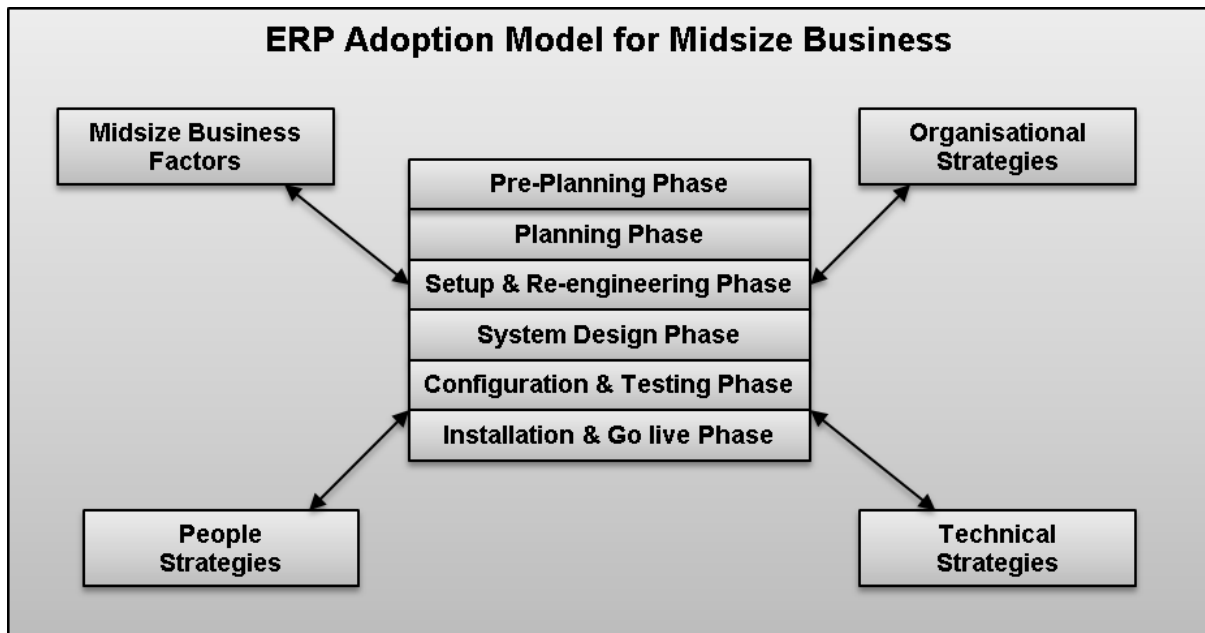 ERP Adoption Model for Midsize Business
Midsize Business
Factors
Organisational
Strategies
Pre-Planning Phase
Planning Phase
Setup & Re-engineering Phase
System Design Phase
Configuration & Testing Phase
Installation & Go live Phase
People
Strategies
Technical
Strategies